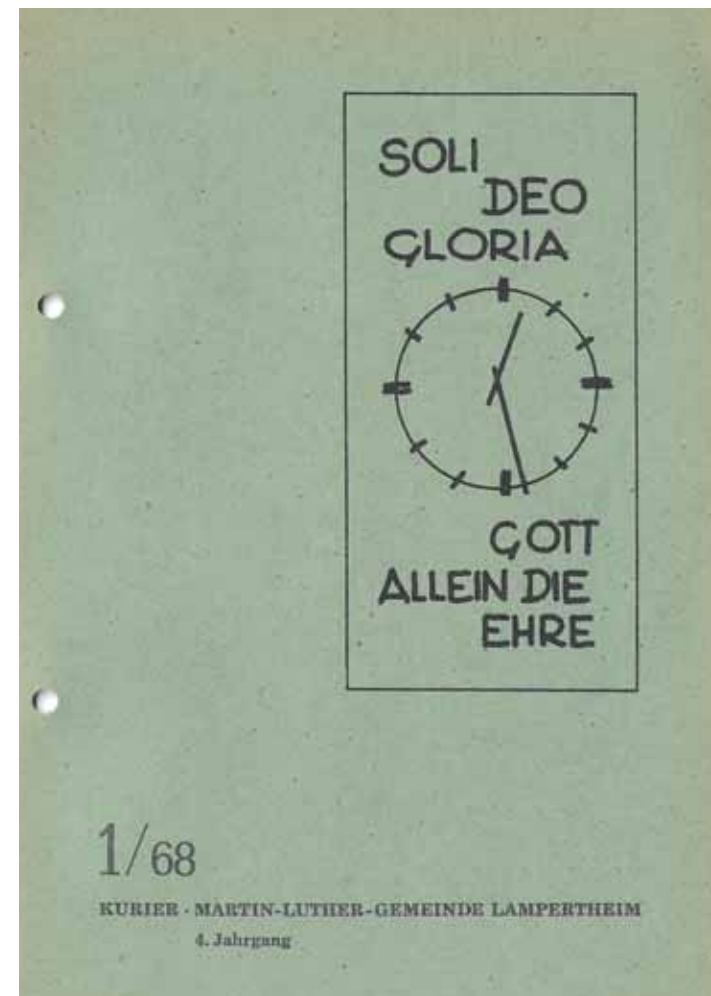 SOLI
DEO
GLORIA
GOTT
ALLEIN DIE
EHRE
1/68
KURIER · MARTIN-LUTHER-GEMEINDE LAMPERTHEIM
4. Jahrgang